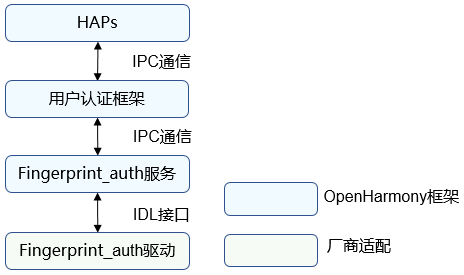 HAPs
IPC通信
用户认证框架
IPC通信
Fingerprint_auth服务
IDL接口
Fingerprint_auth驱动
OpenHarmony框架
厂商适配